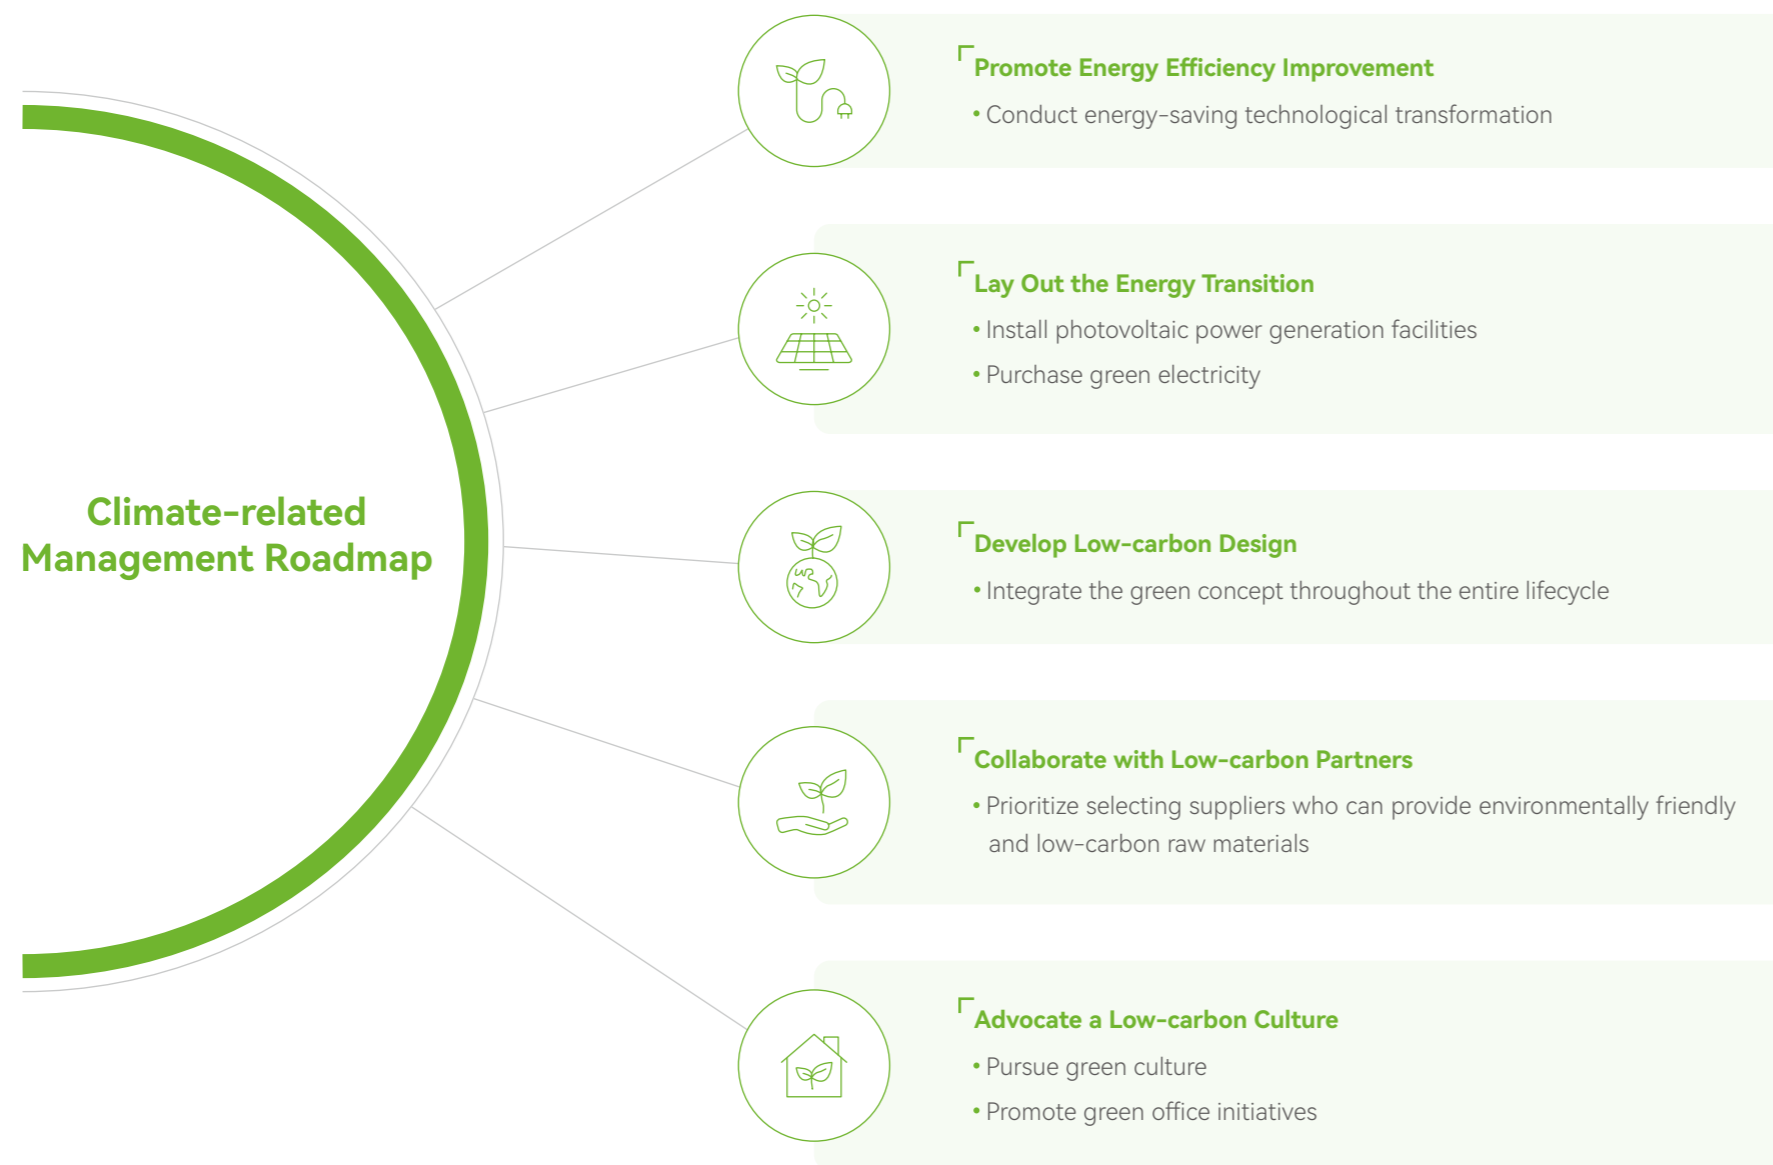 Climate-related
Management Roadmap
Promote Energy Efficiency Improvement
• Conduct energy-saving technological transformation
Lay Out the Energy Transition
• Install photovoltaic power generation facilities
• Purchase green electricity
Develop Low-carbon Design
• Integrate the green concept throughout the entire lifecycle
Collaborate with Low-carbon Partners
• Prioritize selecting suppliers who can provide environmentally friendly
and low-carbon raw materials
Advocate a Low-carbon Culture
• Pursue green culture
• Promote green office initiatives